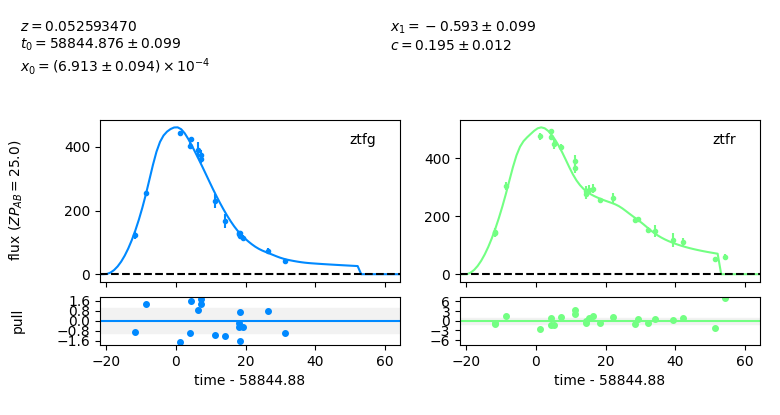 z = 0.052593470
t₀ = 58844.876 ± 0.099
x₀ = (6.913 ± 0.094) × 10⁻⁴
x₁ = −0.593 ± 0.099
c = 0.195 ± 0.012
flux (ZP_AB = 25.0)
400
200
0
ztfg
400
200
0
ztfr
pull
1.6
0.8
0.0
−0.8
−1.6
−20 0 20 40 60
time - 58844.88
6
3
0
−3
−6
−20 0 20 40 60
time - 58844.88